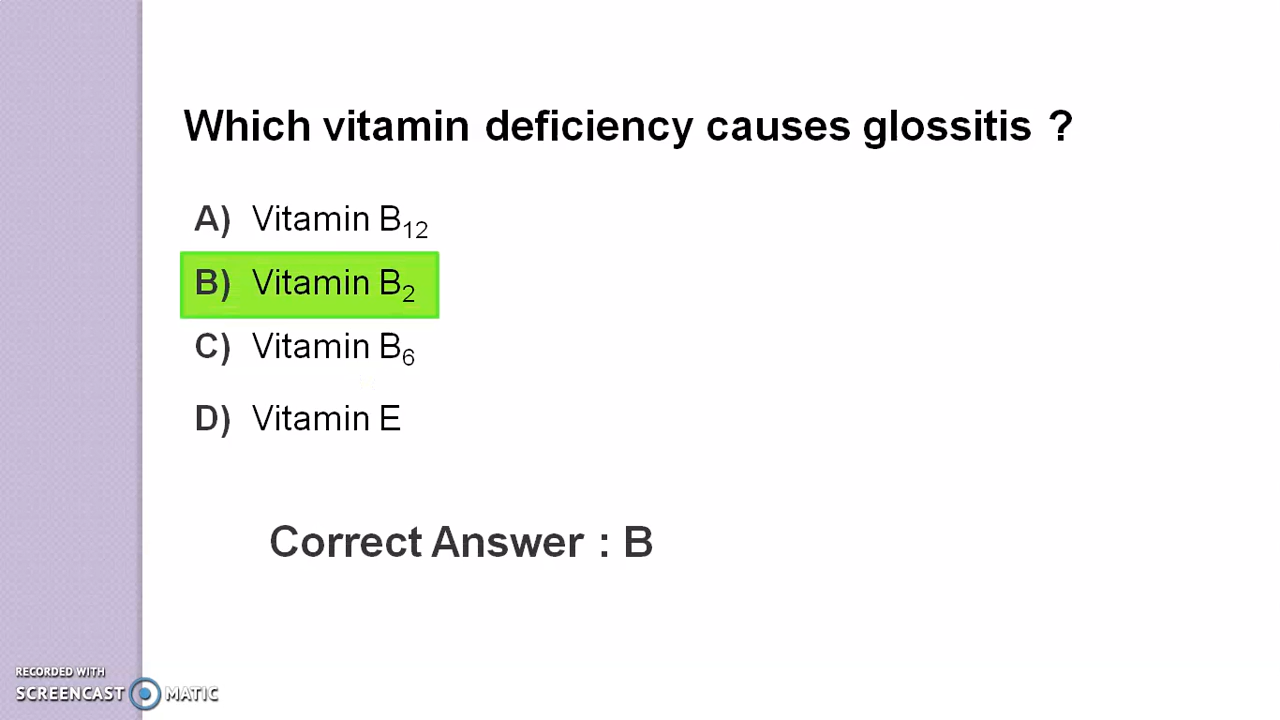 Which vitamin deficiency causes glossitis ?
A) Vitamin B12
B) Vitamin B2
C) Vitamin B6
D) Vitamin E
Correct Answer : B
RECORDED WITH
SCREENCAST MATIC